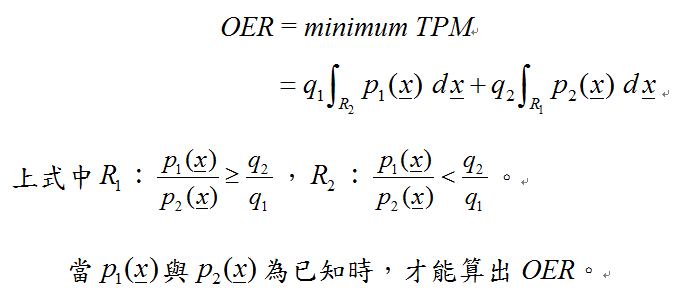 OER = minimum TPM
= q₁∫_{R₂} p₁(x̲) dx̲ + q₂∫_{R₁} p₂(x̲) dx̲
上式中 R₁ : p₁(x̲)/p₂(x̲) ≥ q₂/q₁ , R₂ : p₁(x̲)/p₂(x̲) < q₂/q₁ 。
當 p₁(x̲) 與 p₂(x̲) 為已知時，才能算出 OER。